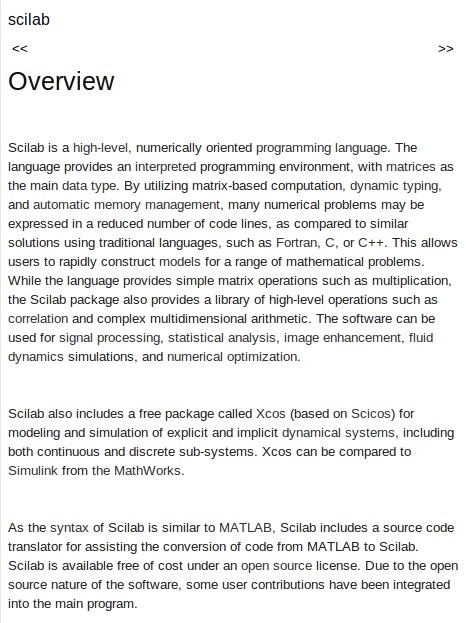 scilab
<< >>
Overview
Scilab is a high-level, numerically oriented programming language. The
language provides an interpreted programming environment, with matrices as
the main data type. By utilizing matrix-based computation, dynamic typing,
and automatic memory management, many numerical problems may be
expressed in a reduced number of code lines, as compared to similar
solutions using traditional languages, such as Fortran, C, or C++. This allows
users to rapidly construct models for a range of mathematical problems.
While the language provides simple matrix operations such as multiplication,
the Scilab package also provides a library of high-level operations such as
correlation and complex multidimensional arithmetic. The software can be
used for signal processing, statistical analysis, image enhancement, fluid
dynamics simulations, and numerical optimization.
Scilab also includes a free package called Xcos (based on Scicos) for
modeling and simulation of explicit and implicit dynamical systems, including
both continuous and discrete sub-systems. Xcos can be compared to
Simulink from the MathWorks.
As the syntax of Scilab is similar to MATLAB, Scilab includes a source code
translator for assisting the conversion of code from MATLAB to Scilab.
Scilab is available free of cost under an open source license. Due to the open
source nature of the software, some user contributions have been integrated
into the main program.